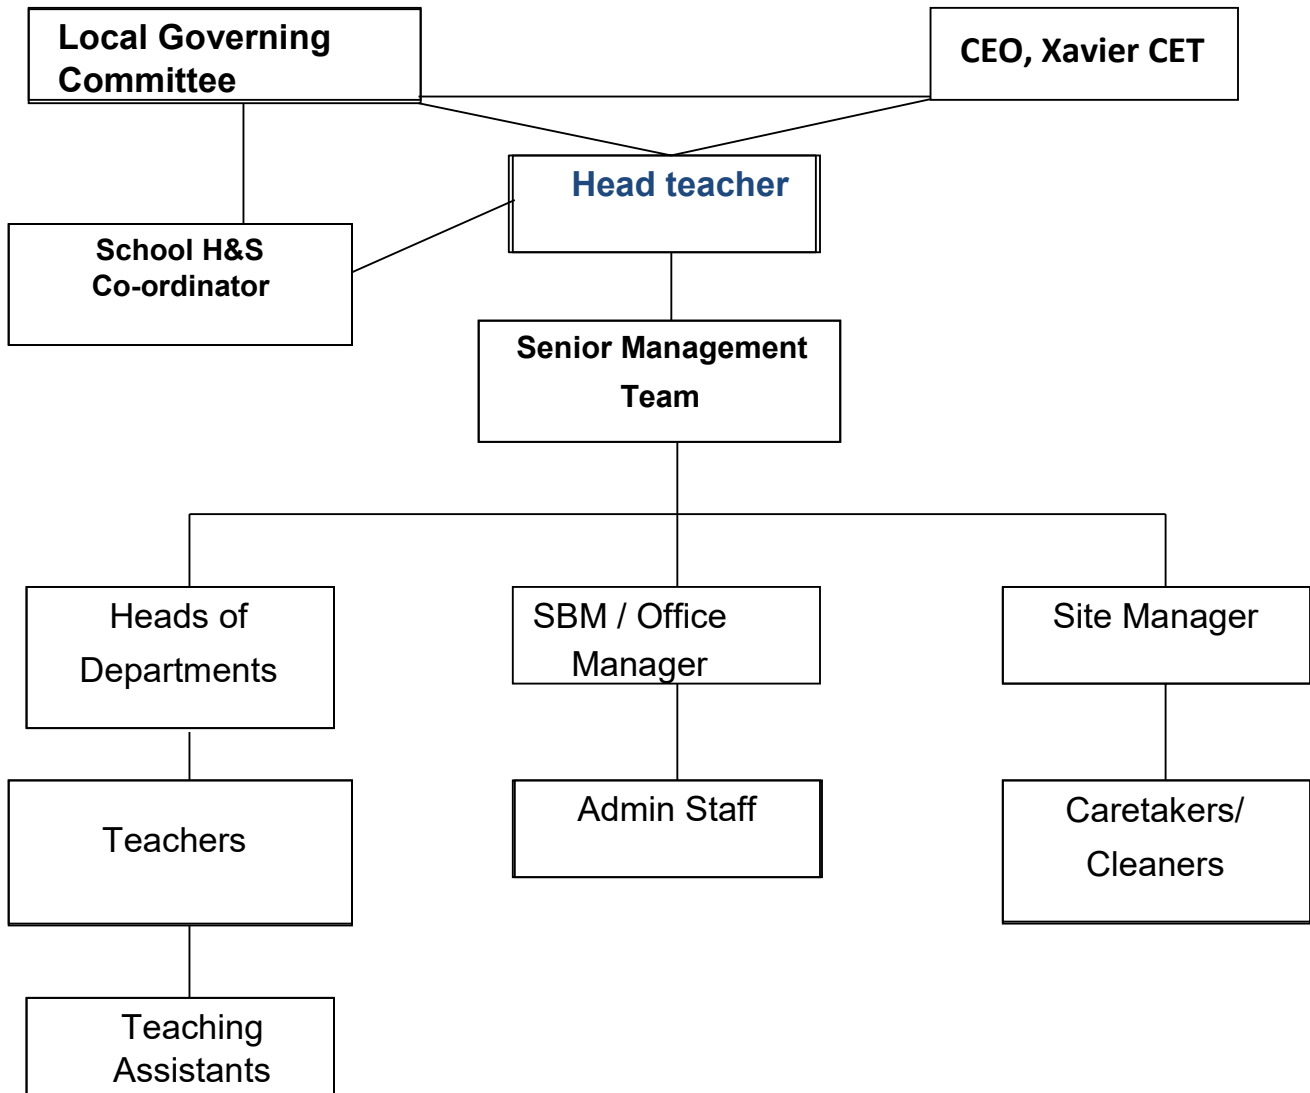 Local Governing
Committee
CEO, Xavier CET
Head teacher
School H&S
Co-ordinator
Senior Management
Team
Heads of
Departments
SBM / Office
Manager
Site Manager
Teachers
Admin Staff
Caretakers/
Cleaners
Teaching
Assistants